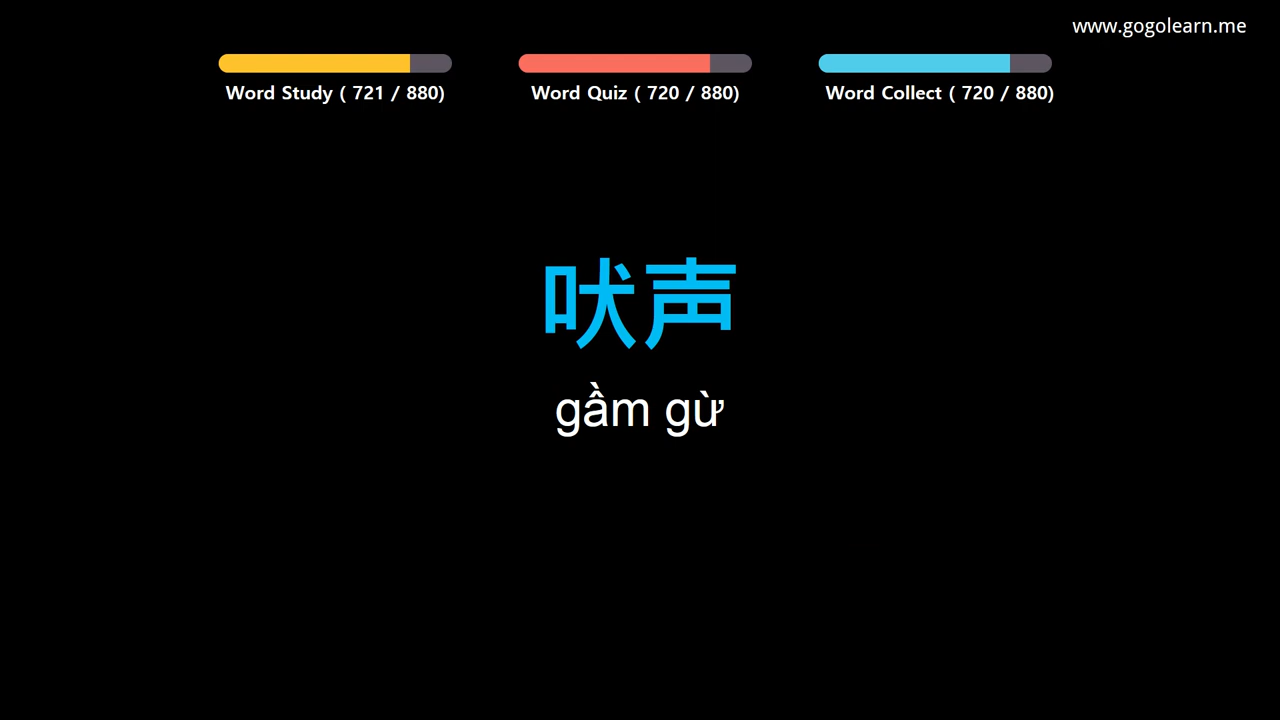 www.gogolearn.me
Word Study ( 721 / 880)
Word Quiz ( 720 / 880)
Word Collect ( 720 / 880)
吠声
gầm gừ